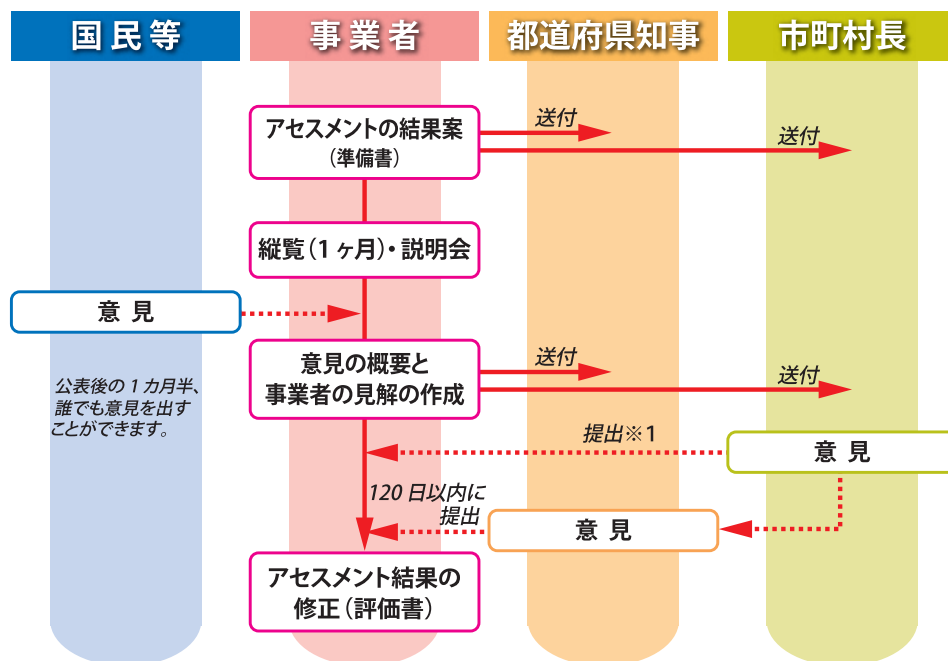 国民等
事業者
都道府県知事
市町村長
アセスメントの結果案
（準備書）
送付
送付
縦覧（1ヶ月）・説明会
意見
意見の概要と
事業者の見解の作成
送付
送付
公表後の1カ月半、
誰でも意見を出す
ことができます。
提出※1
意見
120日以内に
提出
意見
アセスメント結果の
修正（評価書）